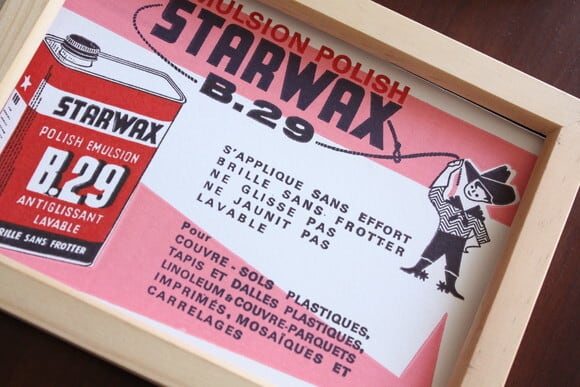 EMULSION POLISH
STARWAX
B.29
STARWAX
POLISH EMULSION
B.29
ANTIGLISSANT
LAVABLE
BRILLE SANS FROTTER
S'APPLIQUE SANS EFFORT
BRILLE SANS FROTTER
NE GLISSE PAS
NE JAUNIT PAS
LAVABLE
Pour
COUVRE-SOLS PLASTIQUES,
TAPIS ET DALLES PLASTIQUES,
LINOLEUM & COUVRE-PARQUETS
IMPRIMÉS, MOSAÏQUES ET
CARRELAGES